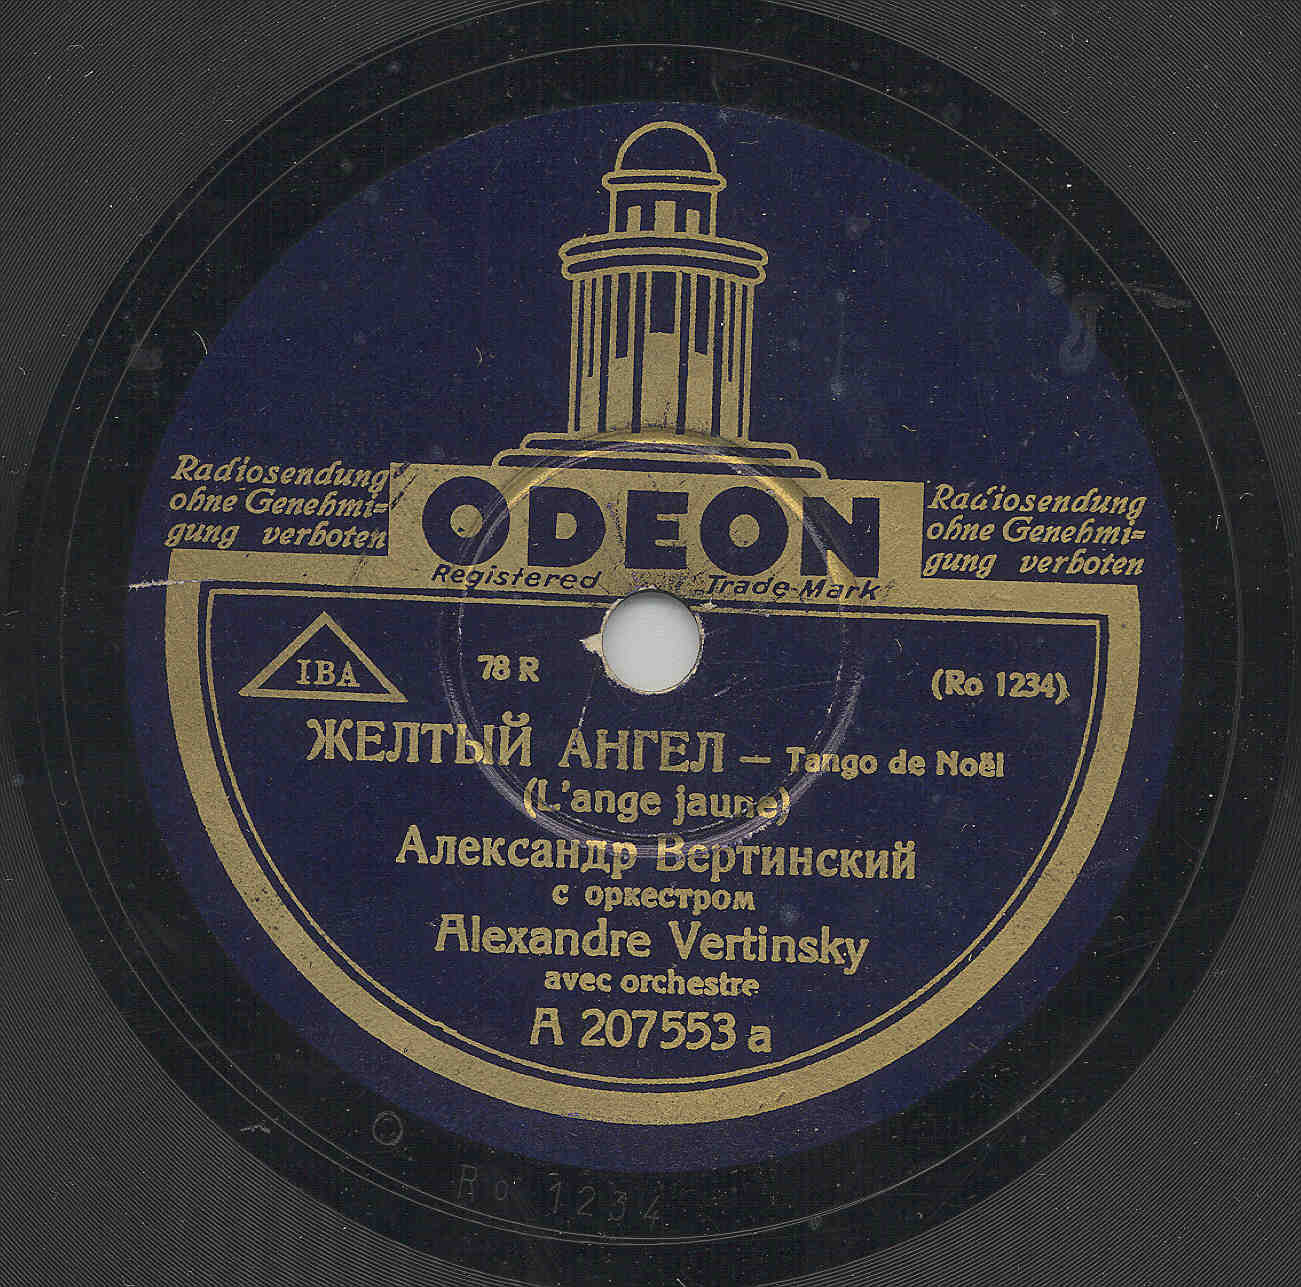 Radiosendung
ohne Genehmi=
gung verboten
ODEON
Registered Trade-Mark
Radiosendung
ohne Genehmi=
gung verboten
IBA
78 R
(Ro 1234)
ЖЕЛТЫЙ АНГЕЛ – Tango de Noël
(L'ange jaune)
Александр Вертинский
с оркестром
Alexandre Vertinsky
avec orchestre
A 207553 a
Ro 1234